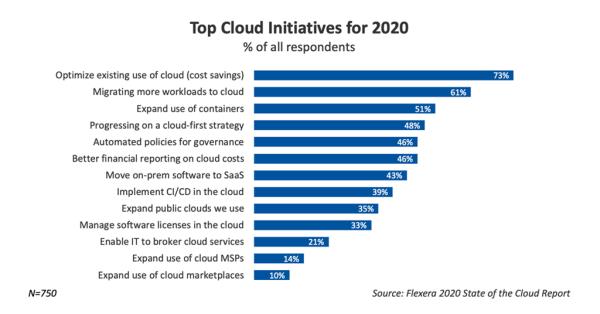 Top Cloud Initiatives for 2020
% of all respondents
Optimize existing use of cloud (cost savings) 73%
Migrating more workloads to cloud 61%
Expand use of containers 51%
Progressing on a cloud-first strategy 48%
Automated policies for governance 46%
Better financial reporting on cloud costs 46%
Move on-prem software to SaaS 43%
Implement CI/CD in the cloud 39%
Expand public clouds we use 35%
Manage software licenses in the cloud 33%
Enable IT to broker cloud services 21%
Expand use of cloud MSPs 14%
Expand use of cloud marketplaces 10%
N=750 Source: Flexera 2020 State of the Cloud Report